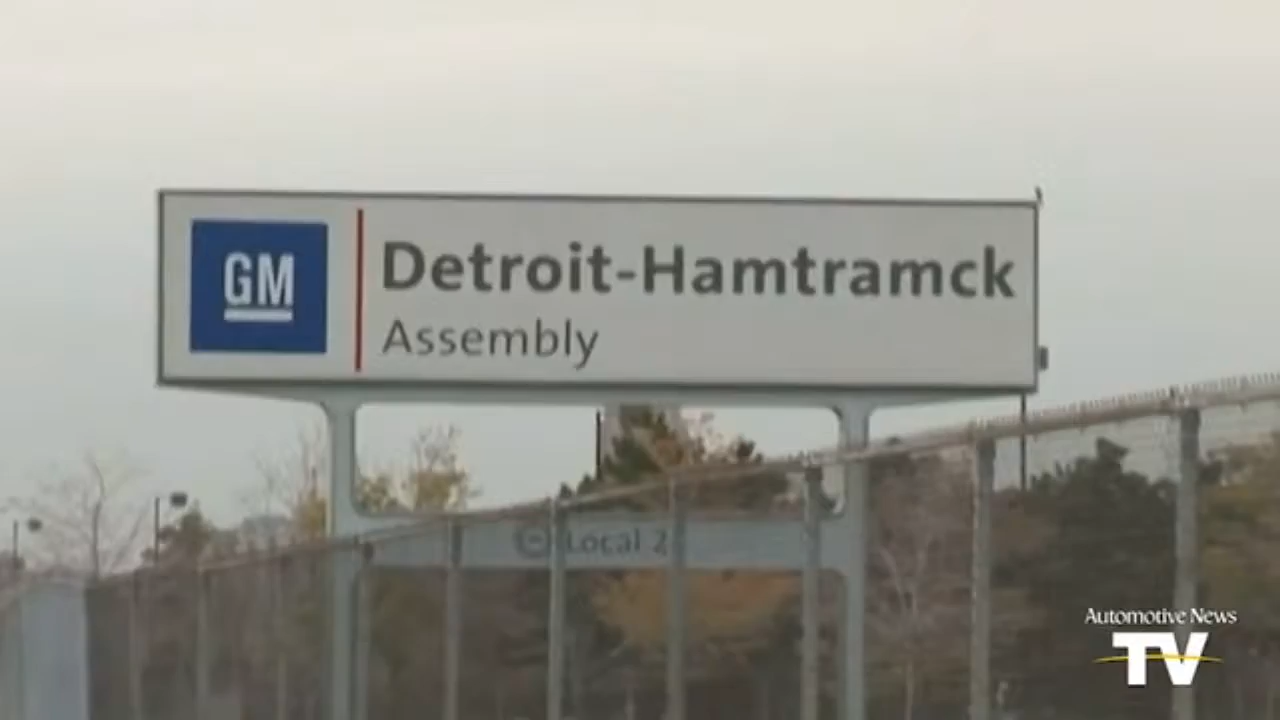 GM
Detroit-Hamtramck
Assembly
Local 2
Automotive News
TV